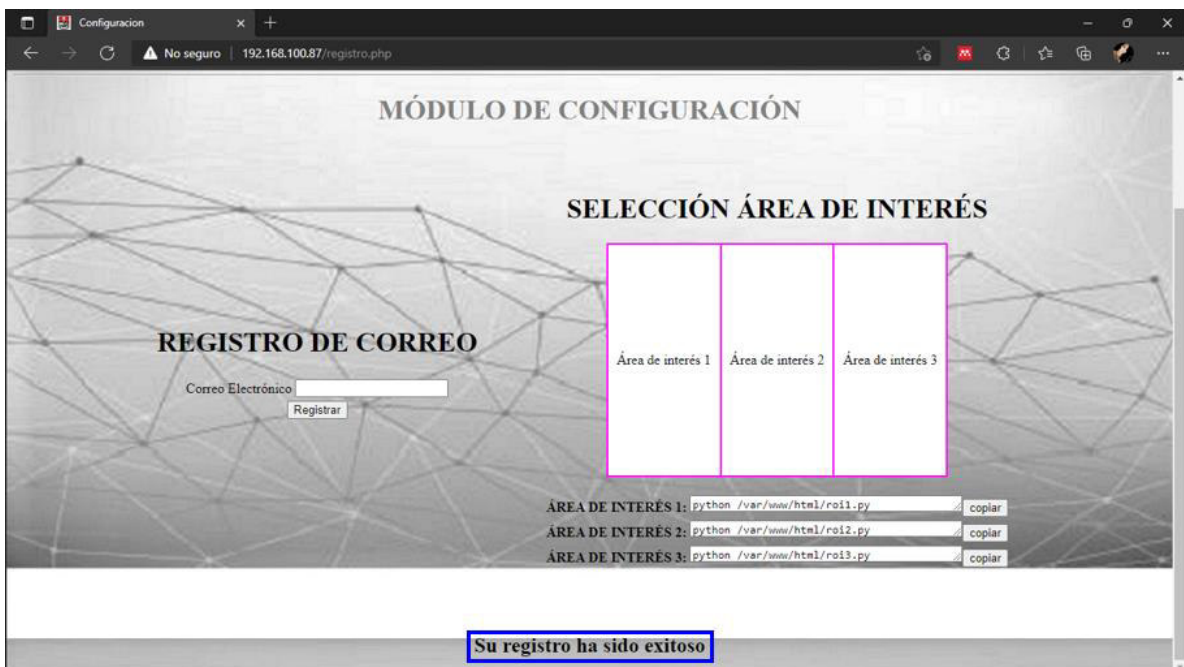 Configuracion
No seguro | 192.168.100.87/registro.php
MÓDULO DE CONFIGURACIÓN
SELECCIÓN ÁREA DE INTERÉS
Área de interés 1 Área de interés 2 Área de interés 3
REGISTRO DE CORREO
Correo Electrónico
Registrar
ÁREA DE INTERÉS 1: python /var/www/html/roi1.py copiar
ÁREA DE INTERÉS 2: python /var/www/html/roi2.py copiar
ÁREA DE INTERÉS 3: python /var/www/html/roi3.py copiar
Su registro ha sido exitoso